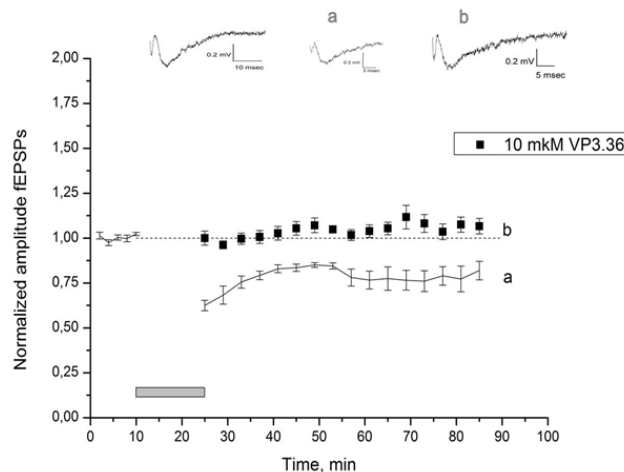 a
b
0.2 mV
10 msec
0.2 mV
5 msec
0.2 mV
5 msec
2,00
1,75
1,50
1,25
1,00
0,75
0,50
0,25
0,00
Normalized amplitude fEPSPs
10 mkM VP3.36
b
a
0 10 20 30 40 50 60 70 80 90 100
Time, min